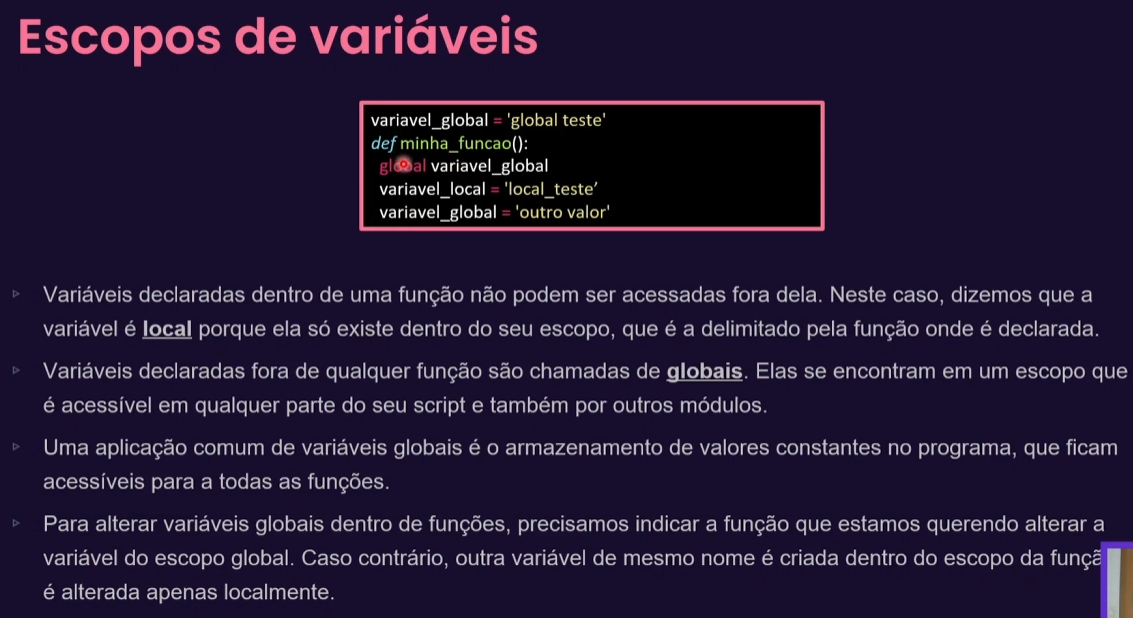 Escopos de variáveis
variavel_global = 'global teste'
def minha_funcao():
global variavel_global
variavel_local = 'local_teste’
variavel_global = 'outro valor'
Variáveis declaradas dentro de uma função não podem ser acessadas fora dela. Neste caso, dizemos que a
variável é local porque ela só existe dentro do seu escopo, que é a delimitado pela função onde é declarada.
Variáveis declaradas fora de qualquer função são chamadas de globais. Elas se encontram em um escopo que
é acessível em qualquer parte do seu script e também por outros módulos.
Uma aplicação comum de variáveis globais é o armazenamento de valores constantes no programa, que ficam
acessíveis para a todas as funções.
Para alterar variáveis globais dentro de funções, precisamos indicar a função que estamos querendo alterar a
variável do escopo global. Caso contrário, outra variável de mesmo nome é criada dentro do escopo da funçã
é alterada apenas localmente.